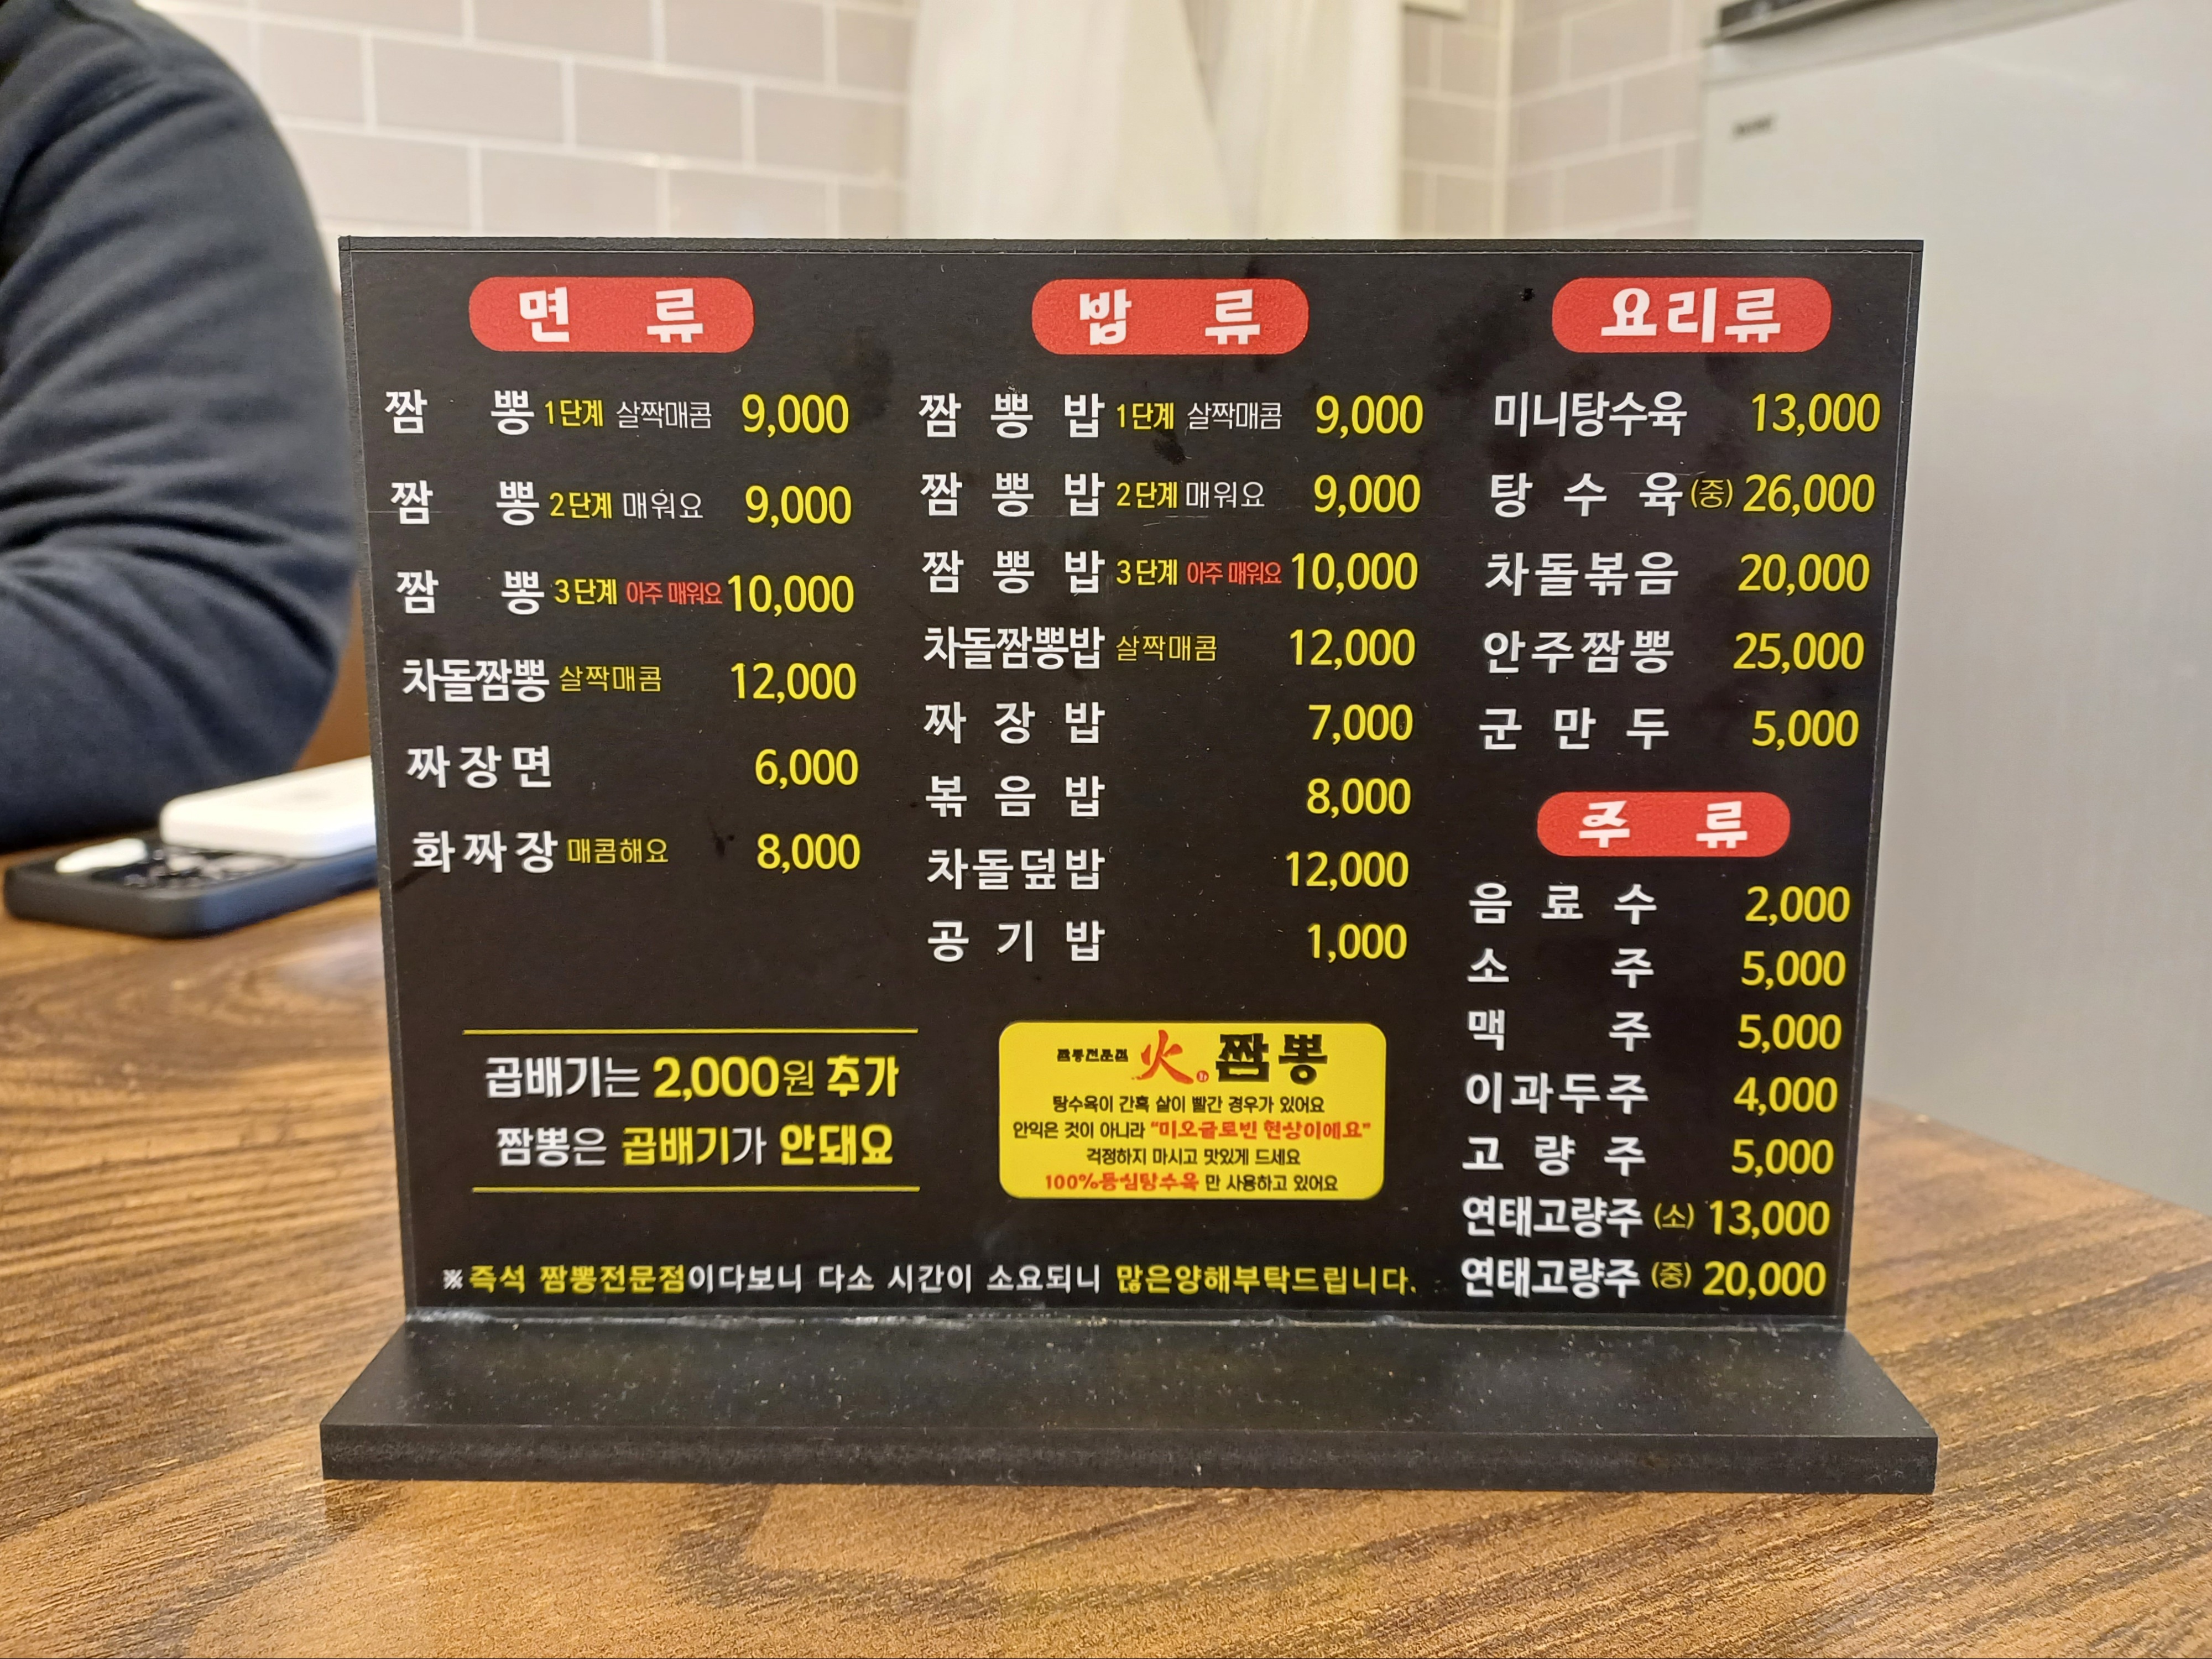 면 류
짬 뽕 1단계 살짝매콤 9,000
짬 뽕 2단계 매워요 9,000
짬 뽕 3단계 아주 매워요 10,000
차돌짬뽕 살짝매콤 12,000
짜장면 6,000
화짜장 매콤해요 8,000
곱배기는 2,000원 추가
짬뽕은 곱배기가 안돼요
밥 류
짬 뽕 밥 1단계 살짝매콤 9,000
짬 뽕 밥 2단계 매워요 9,000
짬 뽕 밥 3단계 아주 매워요 10,000
차돌짬뽕밥 살짝매콤 12,000
짜 장 밥 7,000
볶 음 밥 8,000
차돌덮밥 12,000
공 기 밥 1,000
짬뽕전문점 火 짬뽕
탕수육이 간혹 살이 빨간 경우가 있어요
안익은 것이 아니라 "미오글로빈 현상이에요"
걱정하지 마시고 맛있게 드세요
100%등심탕수육 만 사용하고 있어요
요리류
미니탕수육 13,000
탕 수 육 (중) 26,000
차돌볶음 20,000
안주짬뽕 25,000
군 만 두 5,000
주 류
음 료 수 2,000
소 주 5,000
맥 주 5,000
이과두주 4,000
고 량 주 5,000
연태고량주 (소) 13,000
연태고량주 (중) 20,000
※ 즉석 짬뽕전문점이다보니 다소 시간이 소요되니 많은양해부탁드립니다.